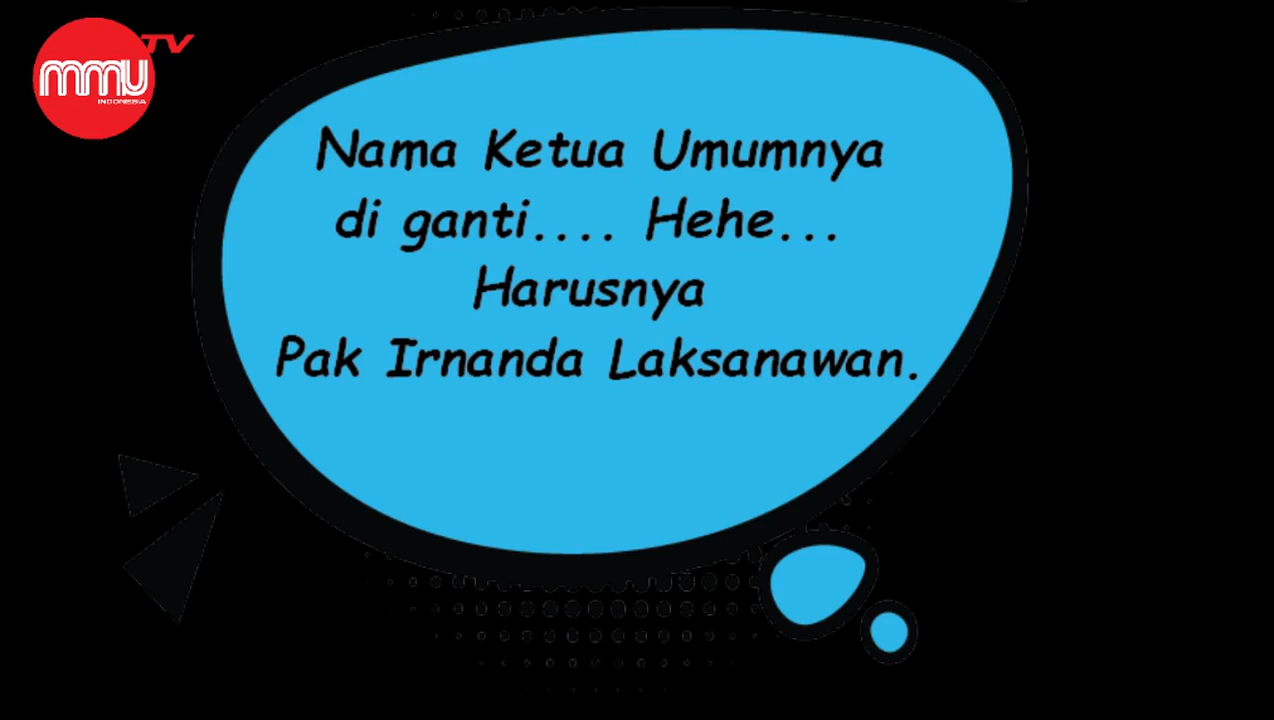 TV
mmu
INDONESIA
Nama Ketua Umumnya
di ganti.... Hehe...
Harusnya
Pak Irnanda Laksanawan.